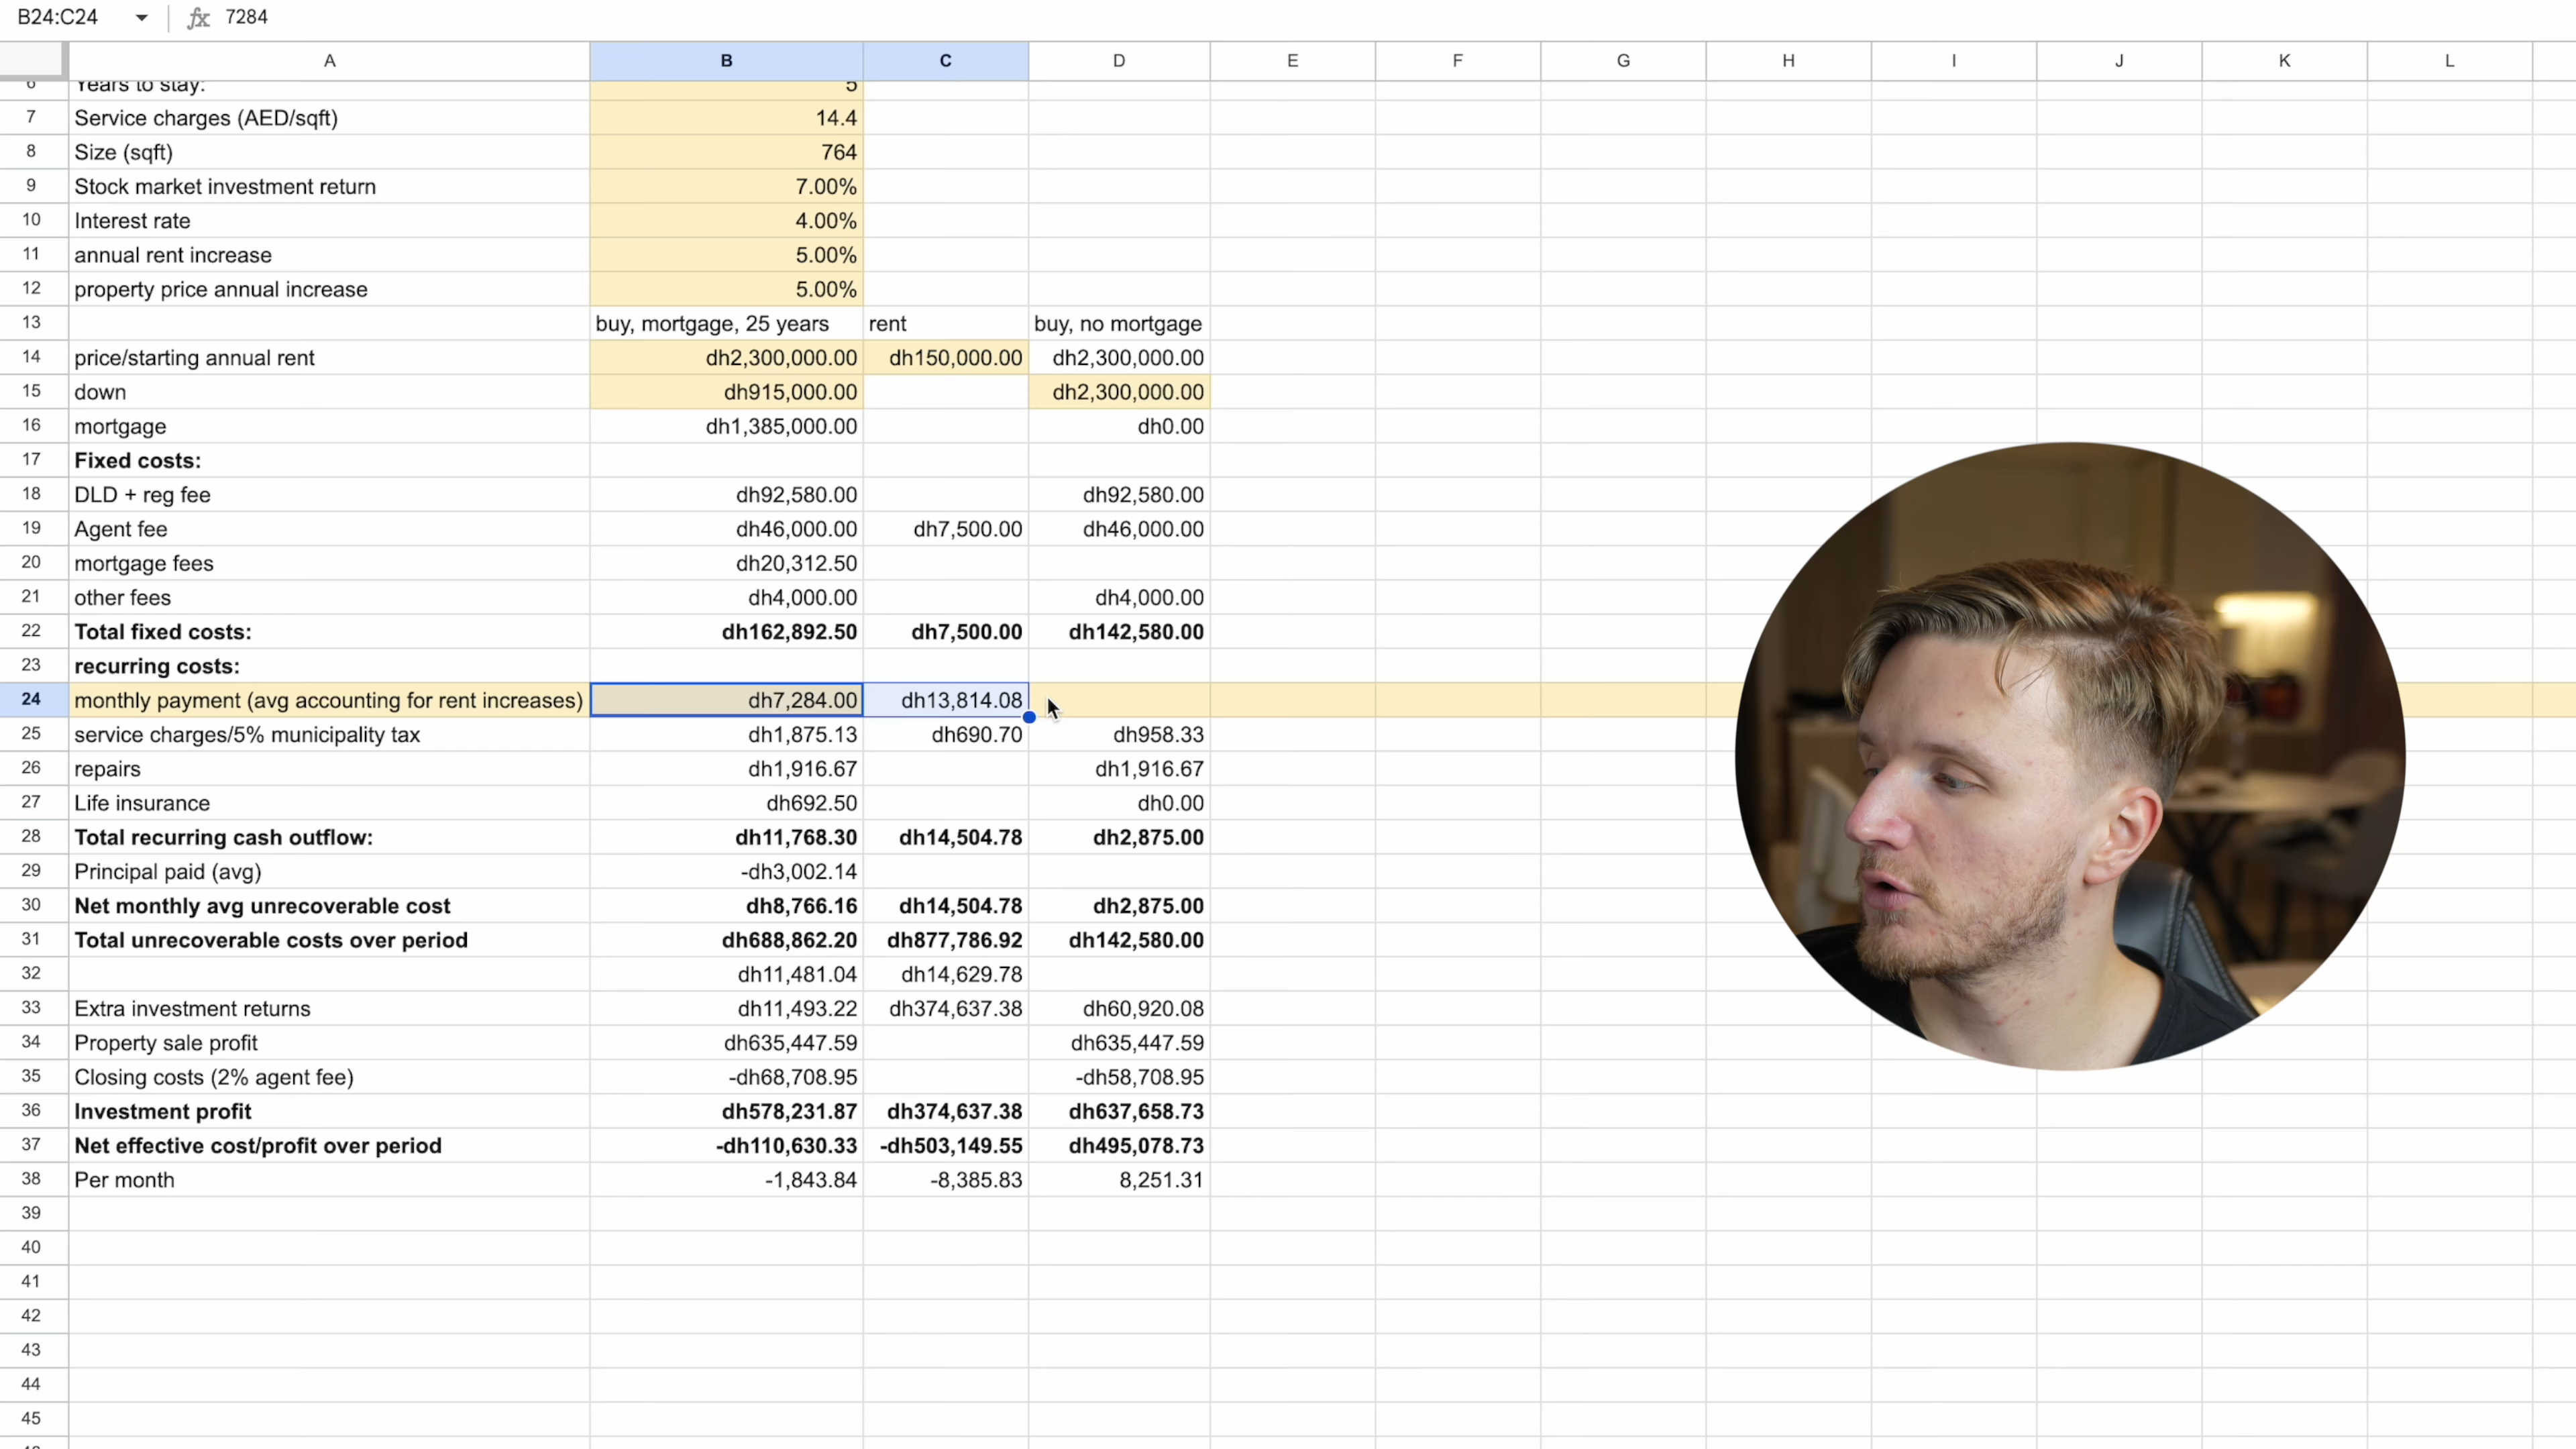 B24:C24 fx 7284
A B C D E F G H I J K L
6 Years to stay: 5
7 Service charges (AED/sqft) 14.4
8 Size (sqft) 764
9 Stock market investment return 7.00%
10 Interest rate 4.00%
11 annual rent increase 5.00%
12 property price annual increase 5.00%
13 buy, mortgage, 25 years rent buy, no mortgage
14 price/starting annual rent dh2,300,000.00 dh150,000.00 dh2,300,000.00
15 down dh915,000.00 dh2,300,000.00
16 mortgage dh1,385,000.00 dh0.00
17 Fixed costs:
18 DLD + reg fee dh92,580.00 dh92,580.00
19 Agent fee dh46,000.00 dh7,500.00 dh46,000.00
20 mortgage fees dh20,312.50
21 other fees dh4,000.00 dh4,000.00
22 Total fixed costs: dh162,892.50 dh7,500.00 dh142,580.00
23 recurring costs:
24 monthly payment (avg accounting for rent increases) dh7,284.00 dh13,814.08
25 service charges/5% municipality tax dh1,875.13 dh690.70 dh958.33
26 repairs dh1,916.67 dh1,916.67
27 Life insurance dh692.50 dh0.00
28 Total recurring cash outflow: dh11,768.30 dh14,504.78 dh2,875.00
29 Principal paid (avg) -dh3,002.14
30 Net monthly avg unrecoverable cost dh8,766.16 dh14,504.78 dh2,875.00
31 Total unrecoverable costs over period dh688,862.20 dh877,786.92 dh142,580.00
32 dh11,481.04 dh14,629.78
33 Extra investment returns dh11,493.22 dh374,637.38 dh60,920.08
34 Property sale profit dh635,447.59 dh635,447.59
35 Closing costs (2% agent fee) -dh68,708.95 -dh58,708.95
36 Investment profit dh578,231.87 dh374,637.38 dh637,658.73
37 Net effective cost/profit over period -dh110,630.33 -dh503,149.55 dh495,078.73
38 Per month -1,843.84 -8,385.83 8,251.31
39
40
41
42
43
44
45